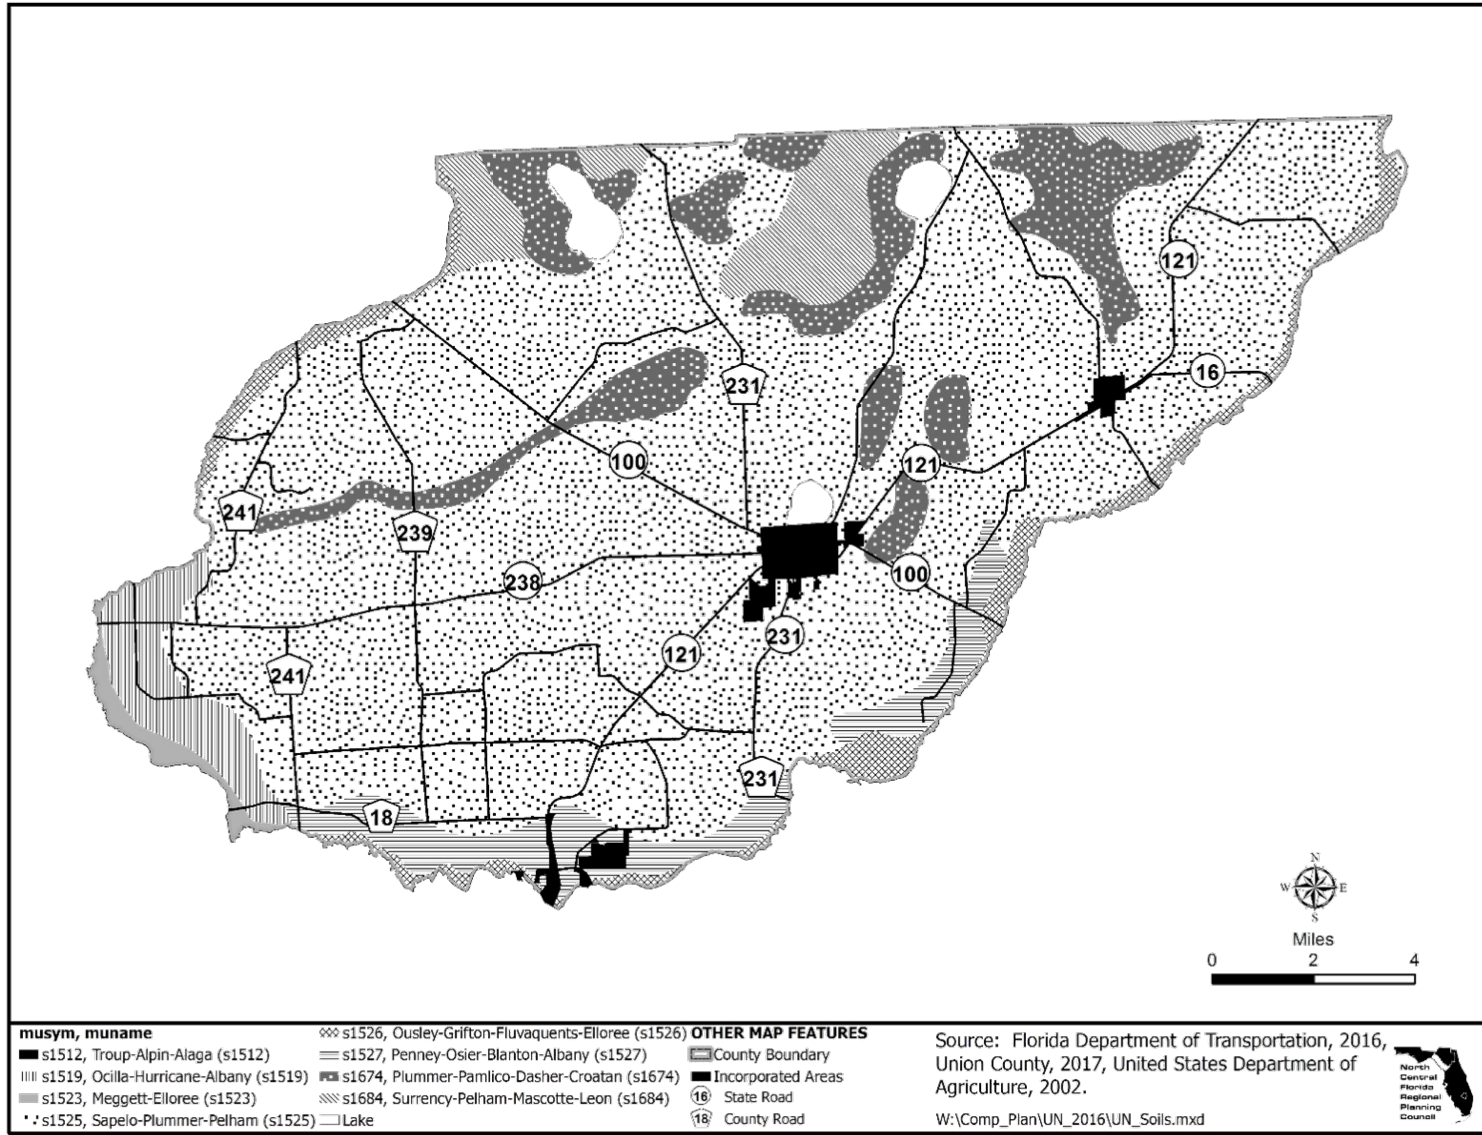 121
16
231
100
121
241
239
100
238
231
121
241
231
18
N
W E
S
Miles
0 2 4
musym, muname
s1512, Troup-Alpin-Alaga (s1512)
s1519, Ocilla-Hurricane-Albany (s1519)
s1523, Meggett-Elloree (s1523)
s1525, Sapelo-Plummer-Pelham (s1525)
s1526, Ousley-Grifton-Fluvaquents-Elloree (s1526)
s1527, Penney-Osier-Blanton-Albany (s1527)
s1674, Plummer-Pamlico-Dasher-Croatan (s1674)
s1684, Surrency-Pelham-Mascotte-Leon (s1684)
Lake
OTHER MAP FEATURES
County Boundary
Incorporated Areas
16 State Road
18 County Road
Source: Florida Department of Transportation, 2016,
Union County, 2017, United States Department of
Agriculture, 2002.
W:\Comp_Plan\UN_2016\UN_Soils.mxd
North
Central
Florida
Regional
Planning
Council